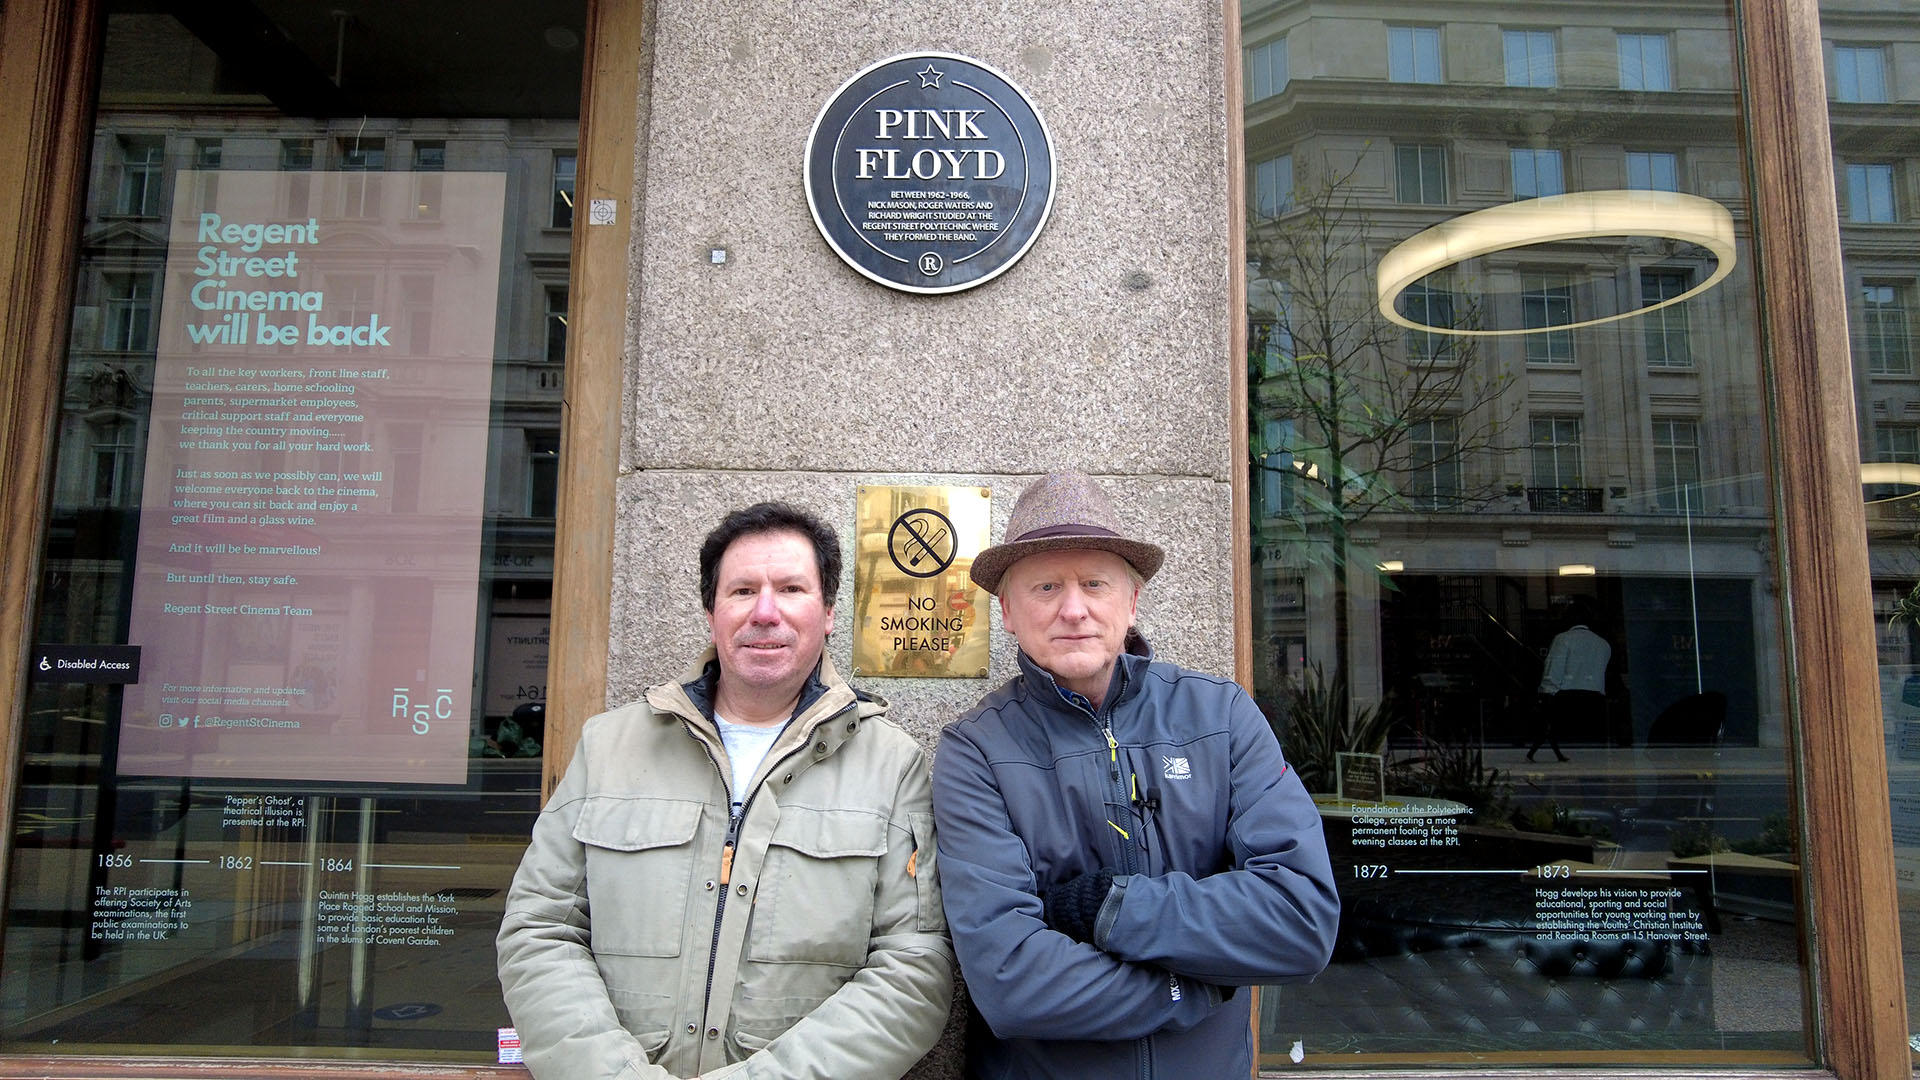 PINK
FLOYD
BETWEEN 1962-1966,
NICK MASON, ROGER WATERS AND
RICHARD WRIGHT STUDIED AT THE
REGENT STREET POLYTECHNIC WHERE
THEY FORMED THE BAND.
R
Regent
Street
Cinema
will be back
To all the key workers, front line staff,
teachers, carers, home schooling
parents, supermarket employees,
critical support staff and everyone
keeping the country moving......
we thank you for all your hard work.
Just as soon as we possibly can, we will
welcome everyone back to the cinema,
where you can sit back and enjoy a
great film and a glass wine.
And it will be be marvellous!
But until then, stay safe.
Regent Street Cinema Team
For more information and updates
visit our social media channels.
@RegentStCinema
RSC
Disabled Access
NO
SMOKING
PLEASE
karrimor
'Pepper's Ghost', a
theatrical illusion is
presented at the RPI.
1856
1862
1864
The RPI participates in
offering Society of Arts
examinations, the first
public examinations to
be held in the UK.
Quintin Hogg establishes the York
Place Ragged School and Mission,
to provide basic education for
some of London's poorest children
in the slums of Covent Garden.
Foundation of the Polytechnic
College, creating a more
permanent footing for the
evening classes at the RPI.
1872
1873
Hogg develops his vision to provide
educational, sporting and social
opportunities for young working men by
establishing the Youths' Christian Institute
and Reading Rooms at 15 Hanover Street.